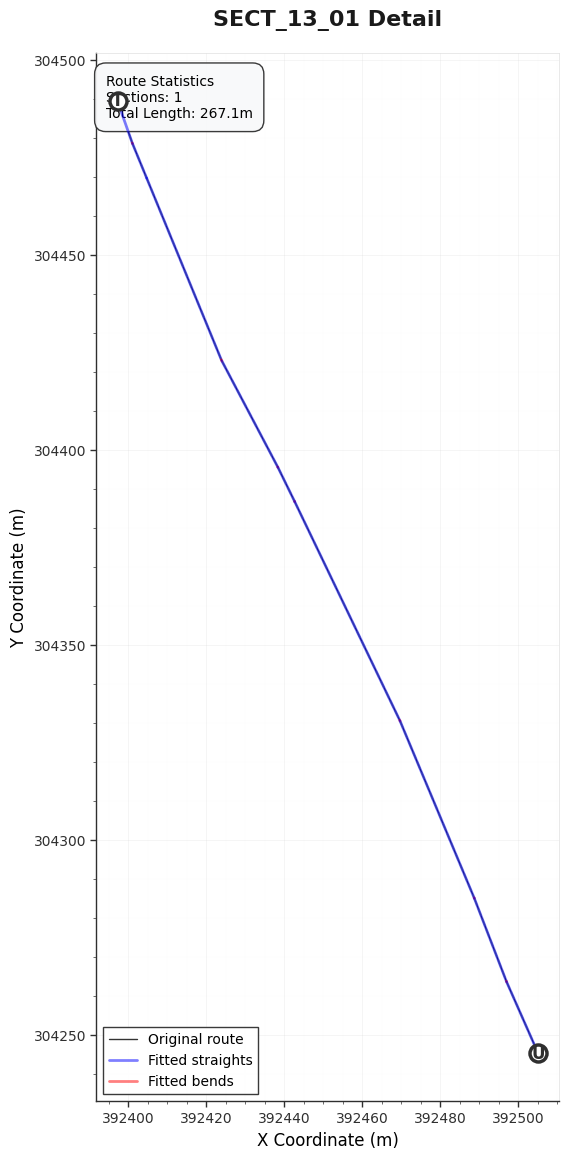 SECT_13_01 Detail
304500
304450
304400
304350
304300
304250
Y Coordinate (m)
Route Statistics
Sections: 1
Total Length: 267.1m
T
U
Original route
Fitted straights
Fitted bends
392400
392420
392440
392460
392480
392500
X Coordinate (m)